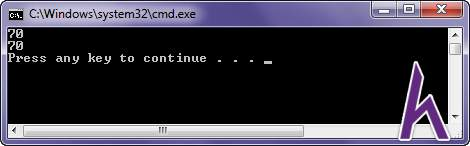 C:\Windows\system32\cmd.exe
70
70
Press any key to continue . . .